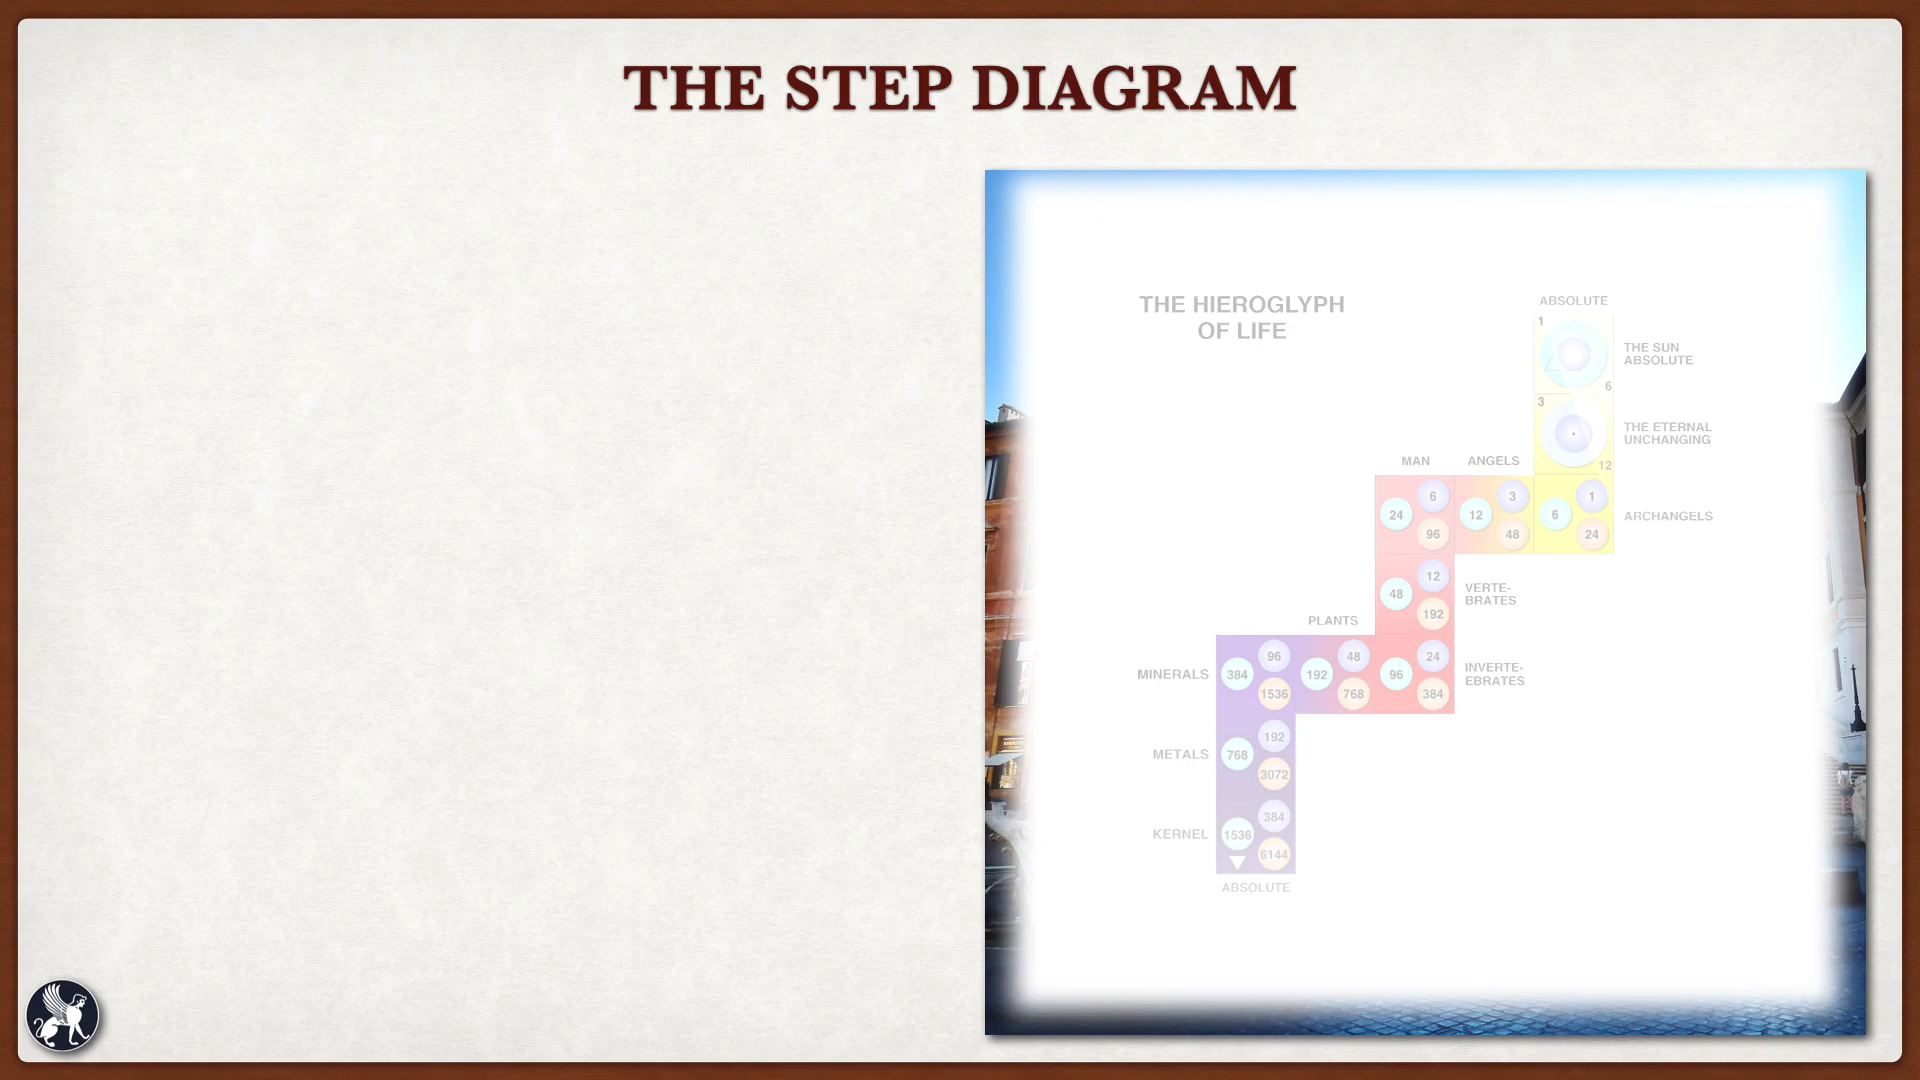 THE STEP DIAGRAM
THE HIEROGLYPH
OF LIFE
ABSOLUTE
1
THE SUN
ABSOLUTE
6
3
THE ETERNAL
UNCHANGING
12
MAN ANGELS
6 3 1
24 12 6 ARCHANGELS
96 48 24
12
48 VERTE-
BRATES
192
PLANTS
96 48 24
MINERALS 384 192 96 INVERTE-
EBRATES
1536 768 384
192
METALS 768
3072
384
KERNEL 1536
6144
ABSOLUTE